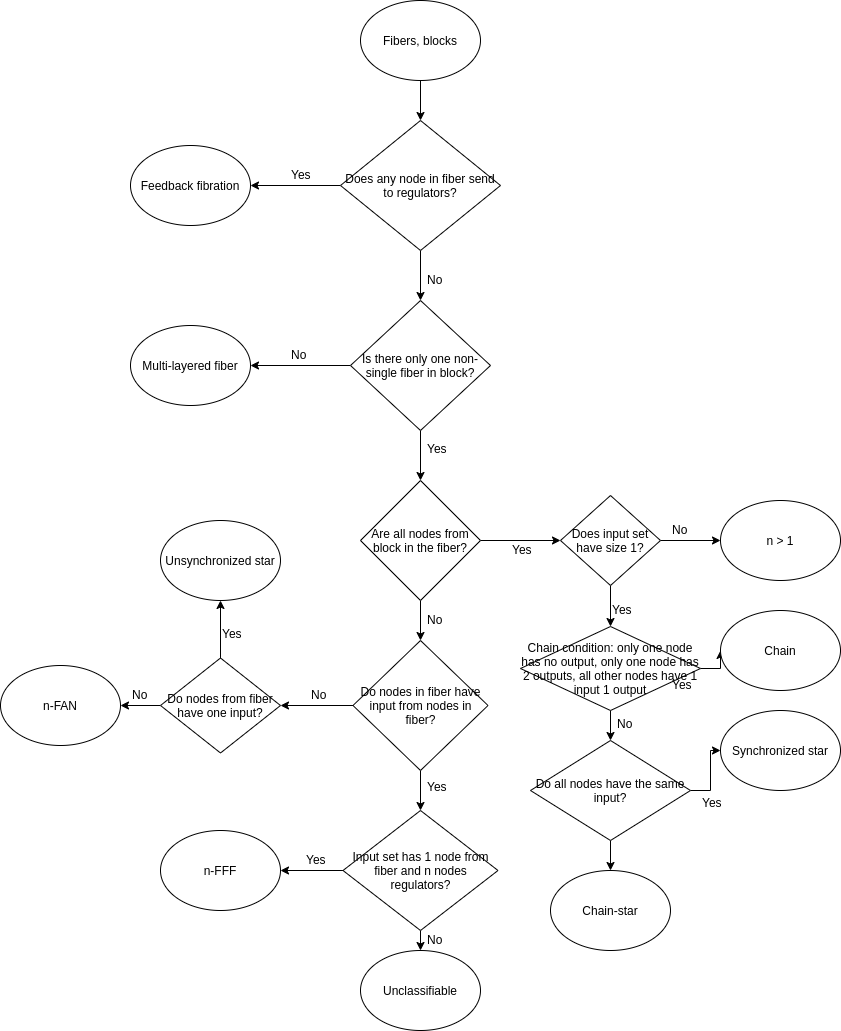 Fibers, blocks
Does any node in fiber send
to regulators?
Yes
Feedback fibration
No
Is there only one non-
single fiber in block?
No
Multi-layered fiber
Yes
Are all nodes from
block in the fiber?
Yes
Does input set
have size 1?
No
n > 1
Unsynchronized star
Yes
No
Yes
Chain condition: only one node
has no output, only one node has
2 outputs, all other nodes have 1
input 1 output
Yes
Chain
Do nodes from fiber
have one input?
No
n-FAN
No
Do nodes in fiber have
input from nodes in
fiber?
No
Do all nodes have the same
input?
Yes
Synchronized star
Yes
Input set has 1 node from
fiber and n nodes
regulators?
Yes
n-FFF
Chain-star
No
Unclassifiable